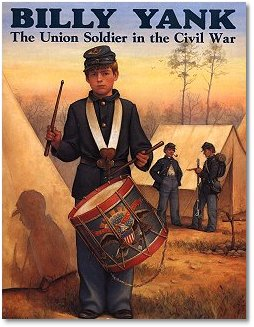 BILLY YANK
The Union Soldier in the Civil War